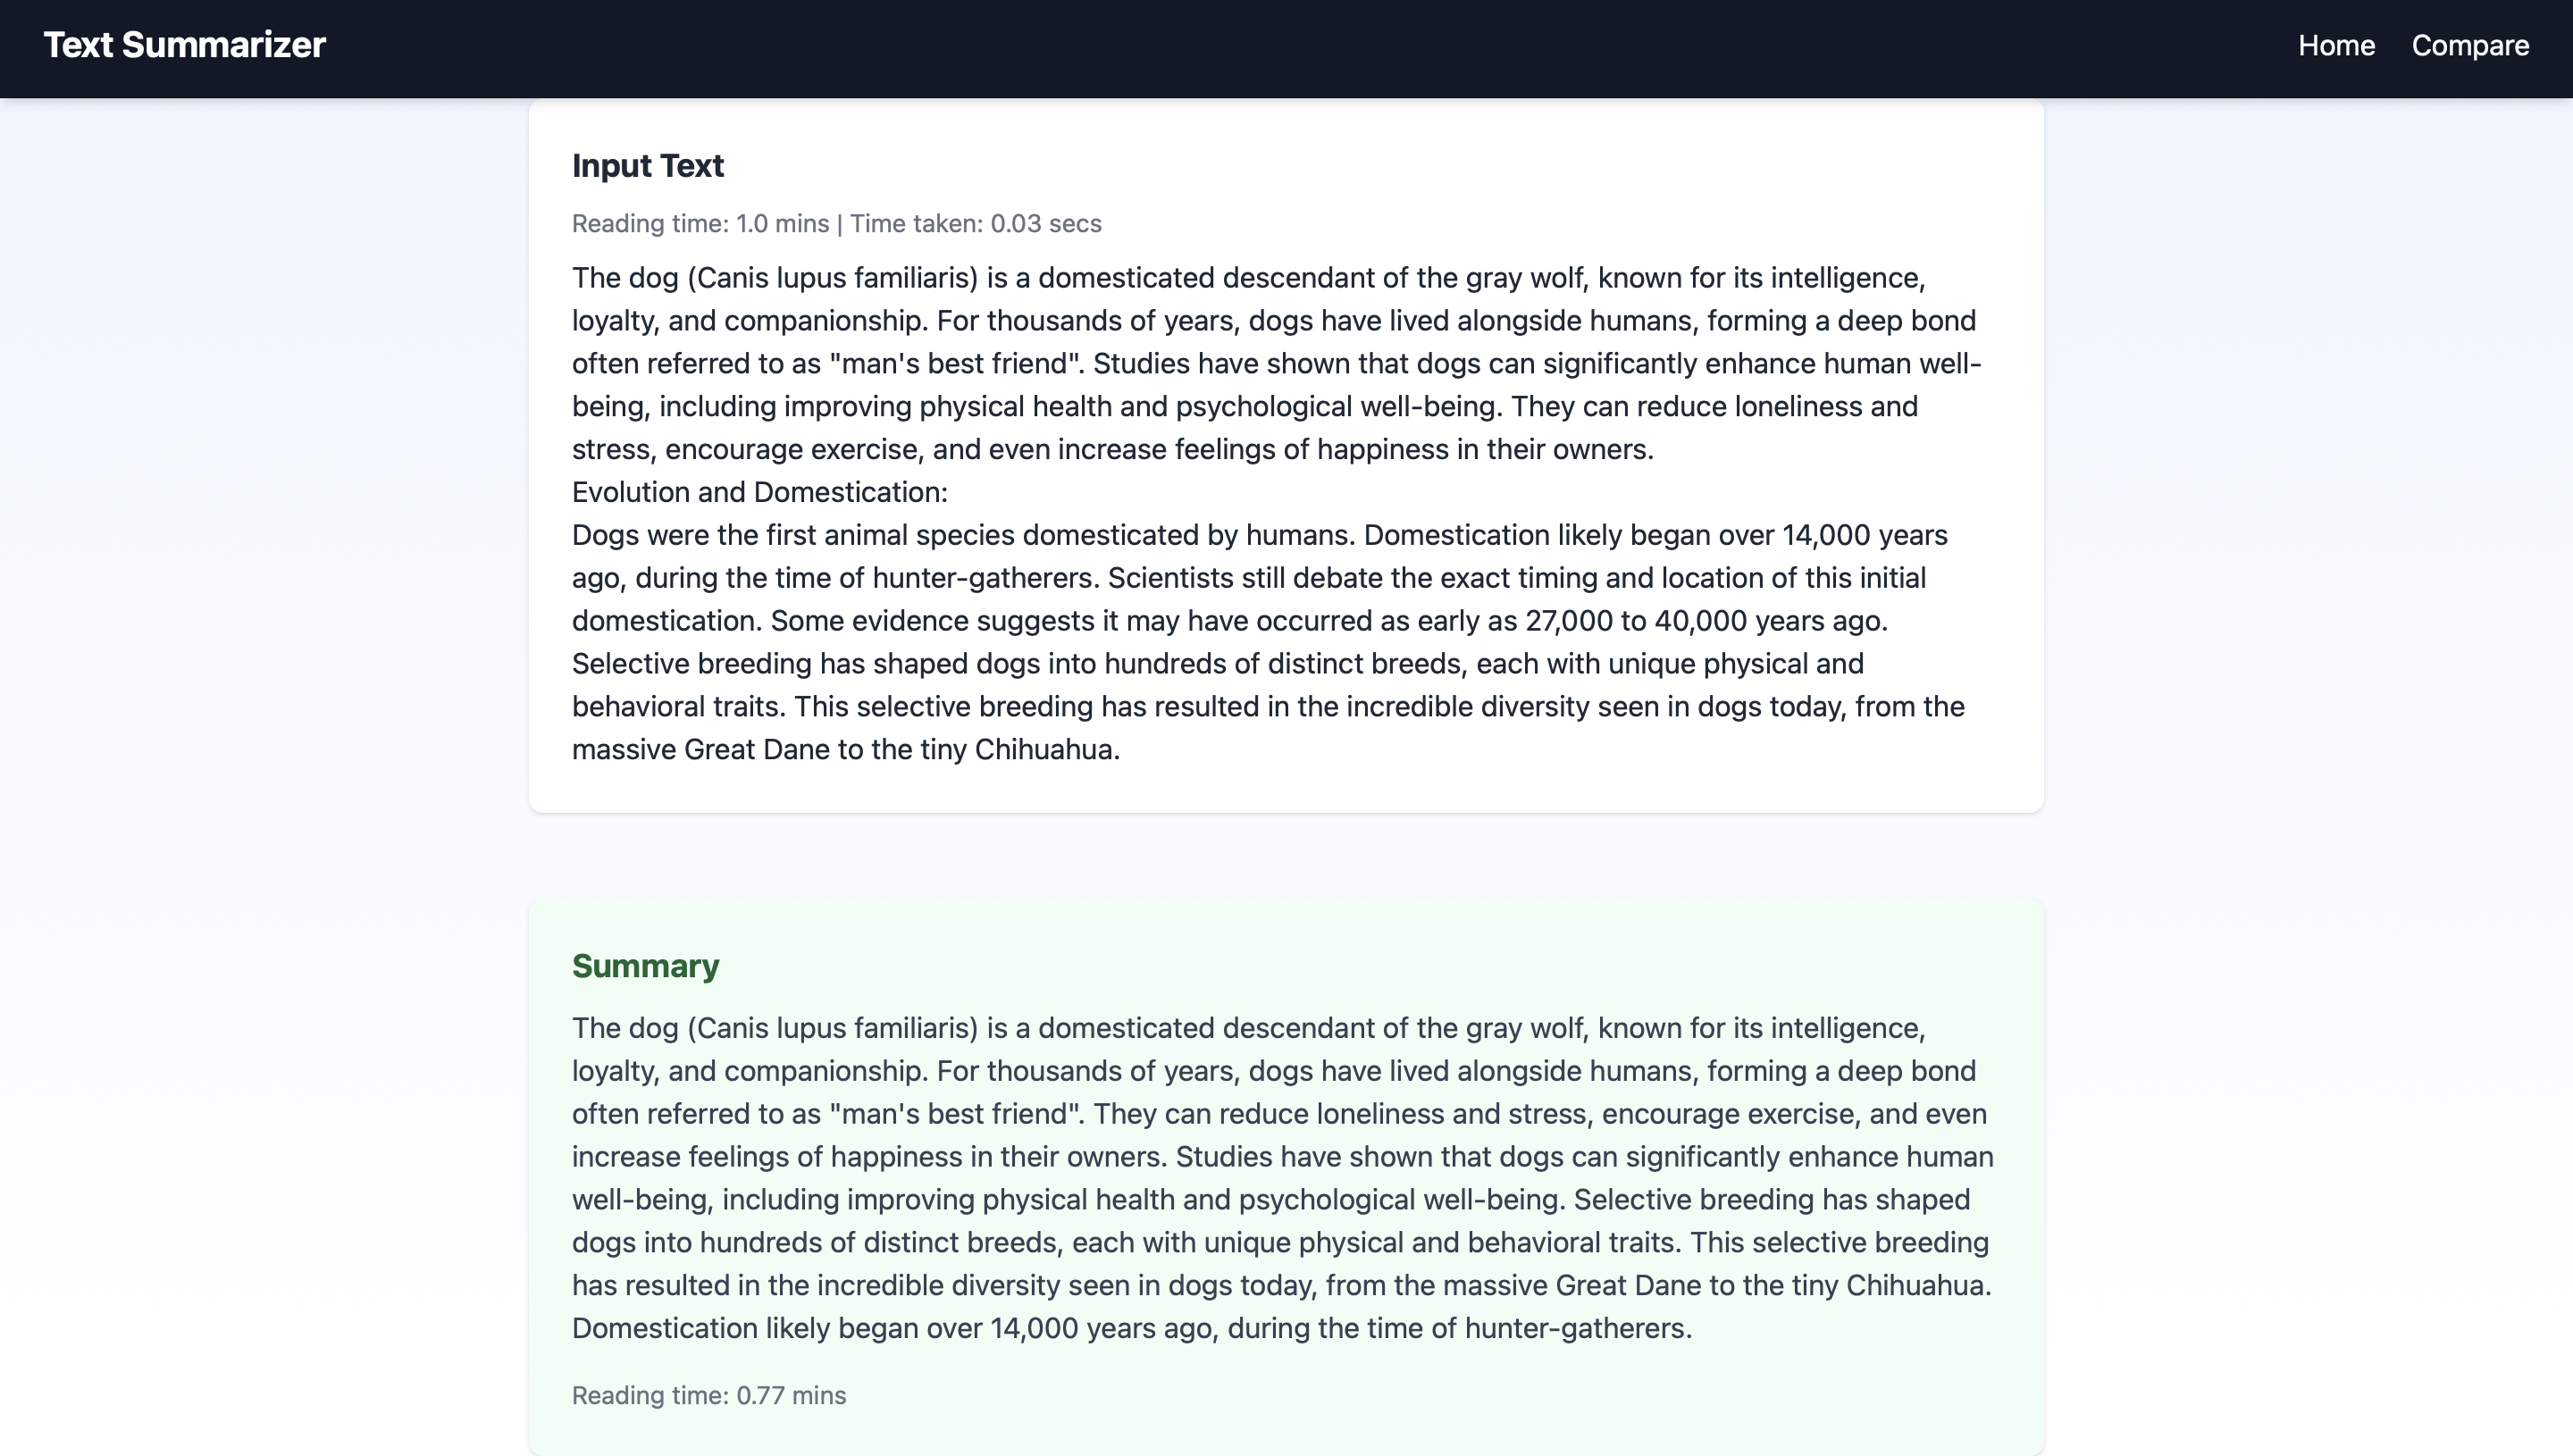 Text Summarizer
Home
Compare
Input Text
Reading time: 1.0 mins | Time taken: 0.03 secs
The dog (Canis lupus familiaris) is a domesticated descendant of the gray wolf, known for its intelligence,
loyalty, and companionship. For thousands of years, dogs have lived alongside humans, forming a deep bond
often referred to as "man's best friend". Studies have shown that dogs can significantly enhance human well-
being, including improving physical health and psychological well-being. They can reduce loneliness and
stress, encourage exercise, and even increase feelings of happiness in their owners.
Evolution and Domestication:
Dogs were the first animal species domesticated by humans. Domestication likely began over 14,000 years
ago, during the time of hunter-gatherers. Scientists still debate the exact timing and location of this initial
domestication. Some evidence suggests it may have occurred as early as 27,000 to 40,000 years ago.
Selective breeding has shaped dogs into hundreds of distinct breeds, each with unique physical and
behavioral traits. This selective breeding has resulted in the incredible diversity seen in dogs today, from the
massive Great Dane to the tiny Chihuahua.
Summary
The dog (Canis lupus familiaris) is a domesticated descendant of the gray wolf, known for its intelligence,
loyalty, and companionship. For thousands of years, dogs have lived alongside humans, forming a deep bond
often referred to as "man's best friend". They can reduce loneliness and stress, encourage exercise, and even
increase feelings of happiness in their owners. Studies have shown that dogs can significantly enhance human
well-being, including improving physical health and psychological well-being. Selective breeding has shaped
dogs into hundreds of distinct breeds, each with unique physical and behavioral traits. This selective breeding
has resulted in the incredible diversity seen in dogs today, from the massive Great Dane to the tiny Chihuahua.
Domestication likely began over 14,000 years ago, during the time of hunter-gatherers.
Reading time: 0.77 mins